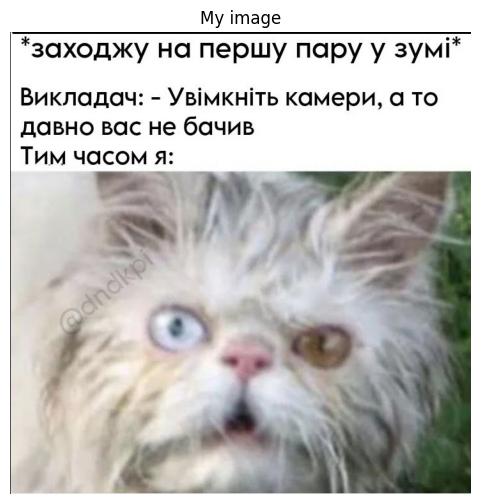 My image
*заходжу на першу пару у зумі*
Викладач: - Увімкніть камери, а то
давно вас не бачив
Тим часом я:
@dndkpi